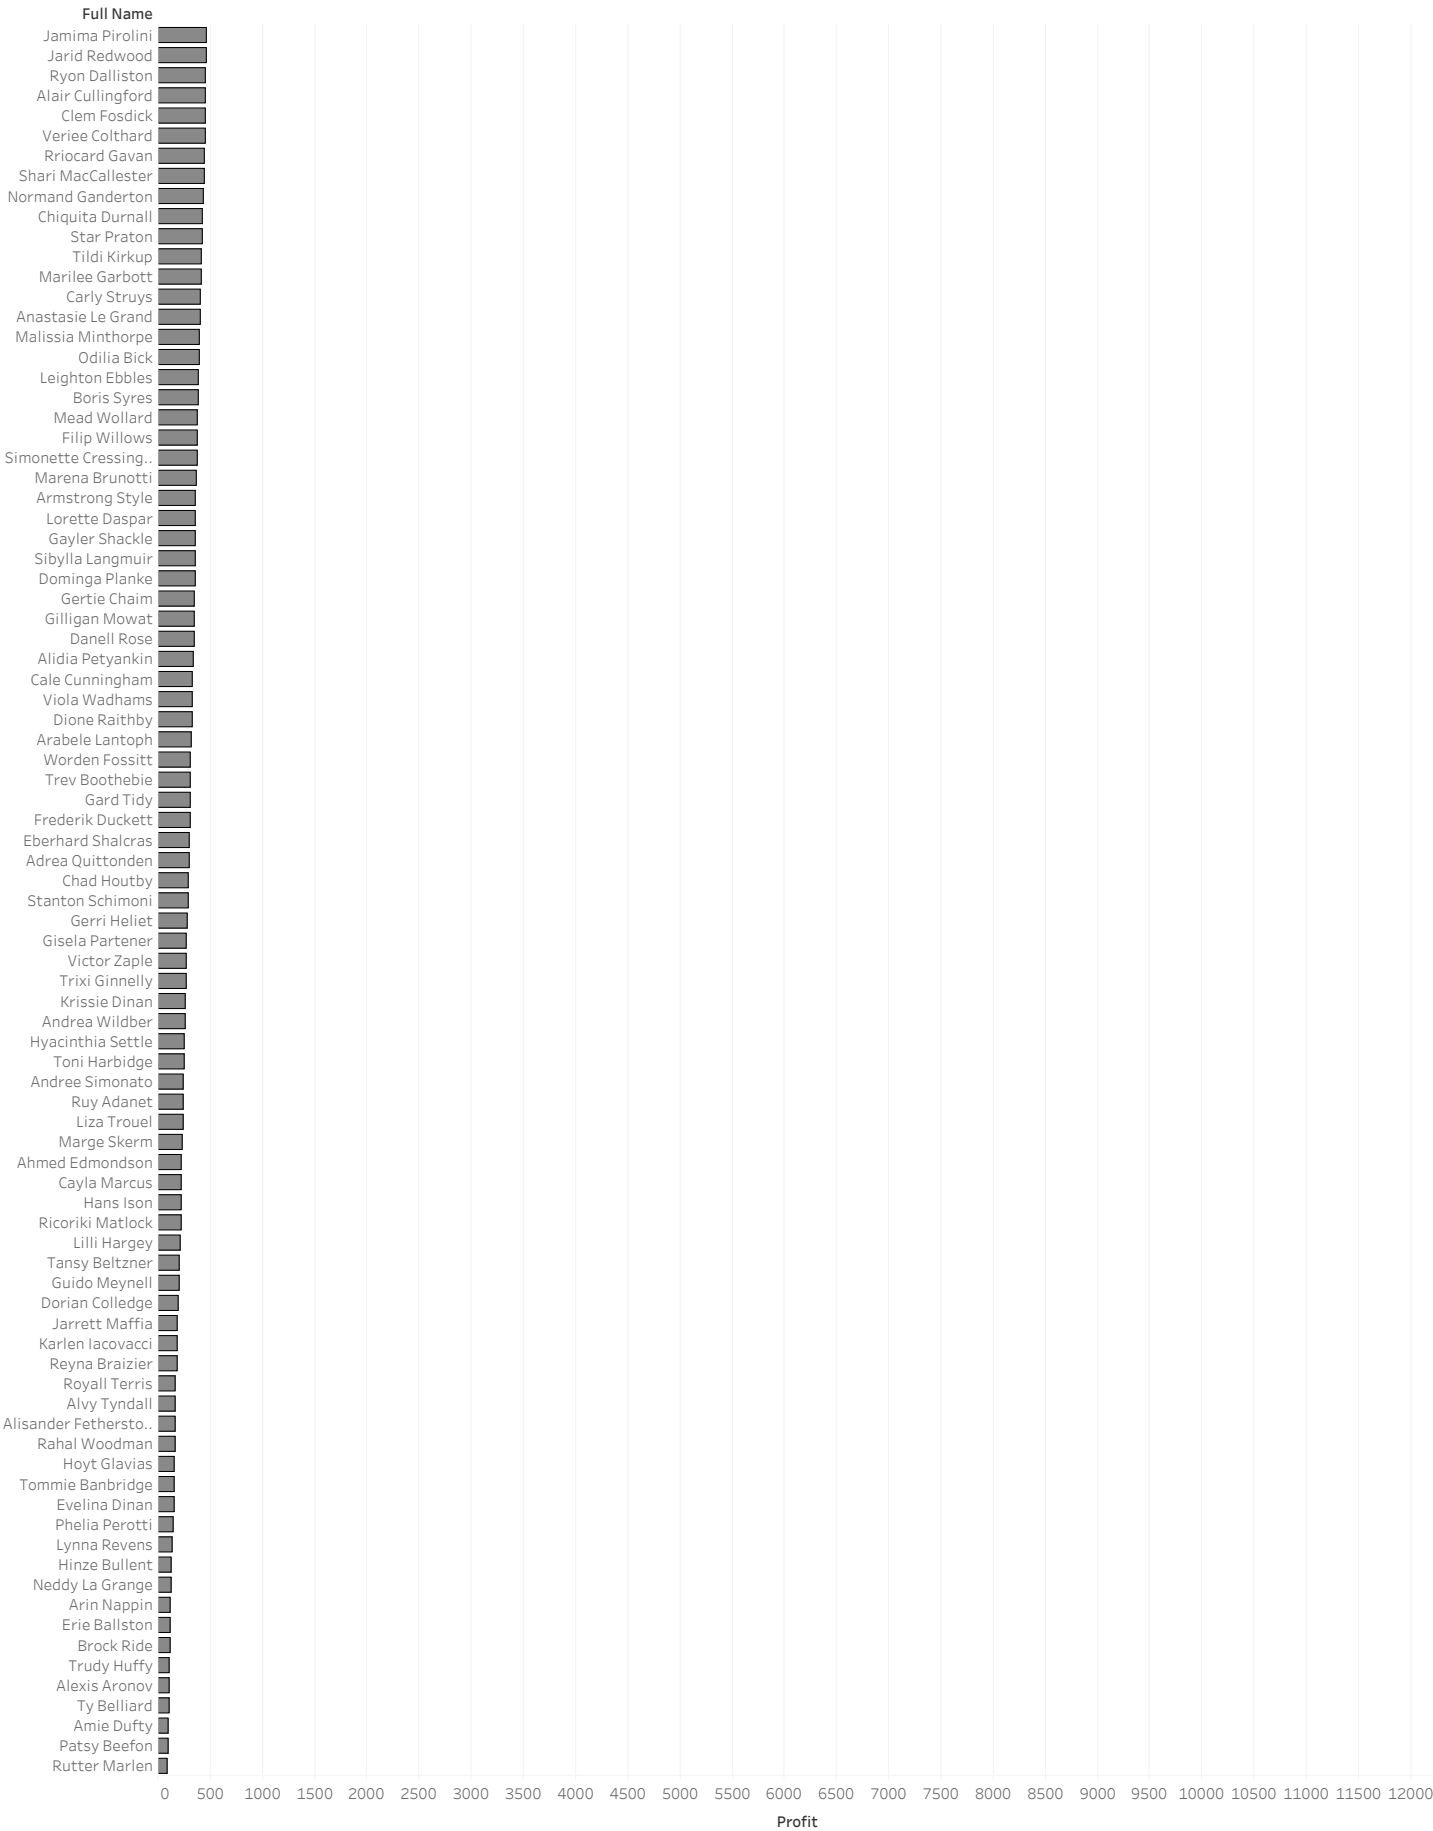 Full Name
Jamima Pirolini
Jarid Redwood
Ryon Dalliston
Alair Cullingford
Clem Fosdick
Veriee Colthard
Rriocard Gavan
Shari MacCallester
Normand Ganderton
Chiquita Durnall
Star Praton
Tildi Kirkup
Marilee Garbott
Carly Struys
Anastasie Le Grand
Malissia Minthorpe
Odilia Bick
Leighton Ebbles
Boris Syres
Mead Wollard
Filip Willows
Simonette Cressing..
Marena Brunotti
Armstrong Style
Lorette Daspar
Gayler Shackle
Sibylla Langmuir
Dominga Planke
Gertie Chaim
Gilligan Mowat
Danell Rose
Alidia Petyankin
Cale Cunningham
Viola Wadhams
Dione Raithby
Arabele Lantoph
Worden Fossitt
Trev Boothebie
Gard Tidy
Frederik Duckett
Eberhard Shalcras
Adrea Quittonden
Chad Houtby
Stanton Schimoni
Gerri Heliet
Gisela Partener
Victor Zaple
Trixi Ginnelly
Krissie Dinan
Andrea Wildber
Hyacinthia Settle
Toni Harbidge
Andree Simonato
Ruy Adanet
Liza Trouel
Marge Skerm
Ahmed Edmondson
Cayla Marcus
Hans Ison
Ricoriki Matlock
Lilli Hargey
Tansy Beltzner
Guido Meynell
Dorian Colledge
Jarrett Maffia
Karlen Iacovacci
Reyna Braizier
Royall Terris
Alvy Tyndall
Alisander Fethersto..
Rahal Woodman
Hoyt Glavias
Tommie Banbridge
Evelina Dinan
Phelia Perotti
Lynna Revens
Hinze Bullent
Neddy La Grange
Arin Nappin
Erie Ballston
Brock Ride
Trudy Huffy
Alexis Aronov
Ty Belliard
Amie Dufty
Patsy Beefon
Rutter Marlen
0 500 1000 1500 2000 2500 3000 3500 4000 4500 5000 5500 6000 6500 7000 7500 8000 8500 9000 9500 10000 10500 11000 11500 12000
Profit